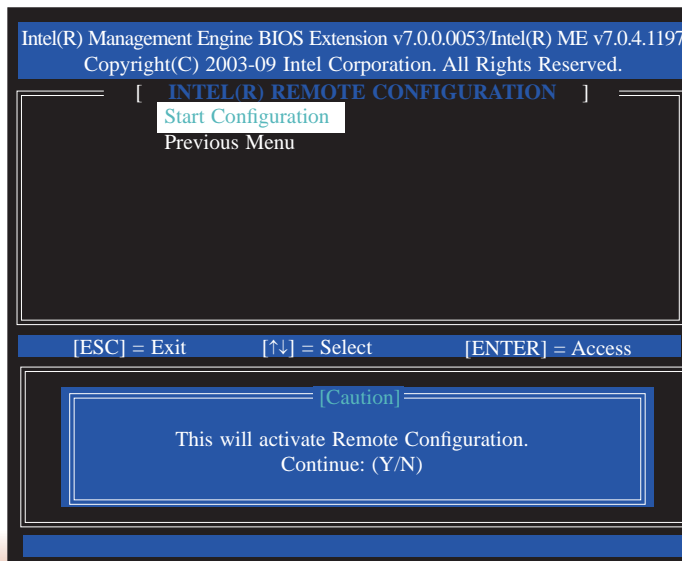 Intel(R) Management Engine BIOS Extension v7.0.0.0053/Intel(R) ME v7.0.4.1197
Copyright(C) 2003-09 Intel Corporation. All Rights Reserved.
[ INTEL(R) REMOTE CONFIGURATION ]
Start Configuration
Previous Menu
[ESC] = Exit [↑↓] = Select [ENTER] = Access
[Caution]
This will activate Remote Configuration.
Continue: (Y/N)